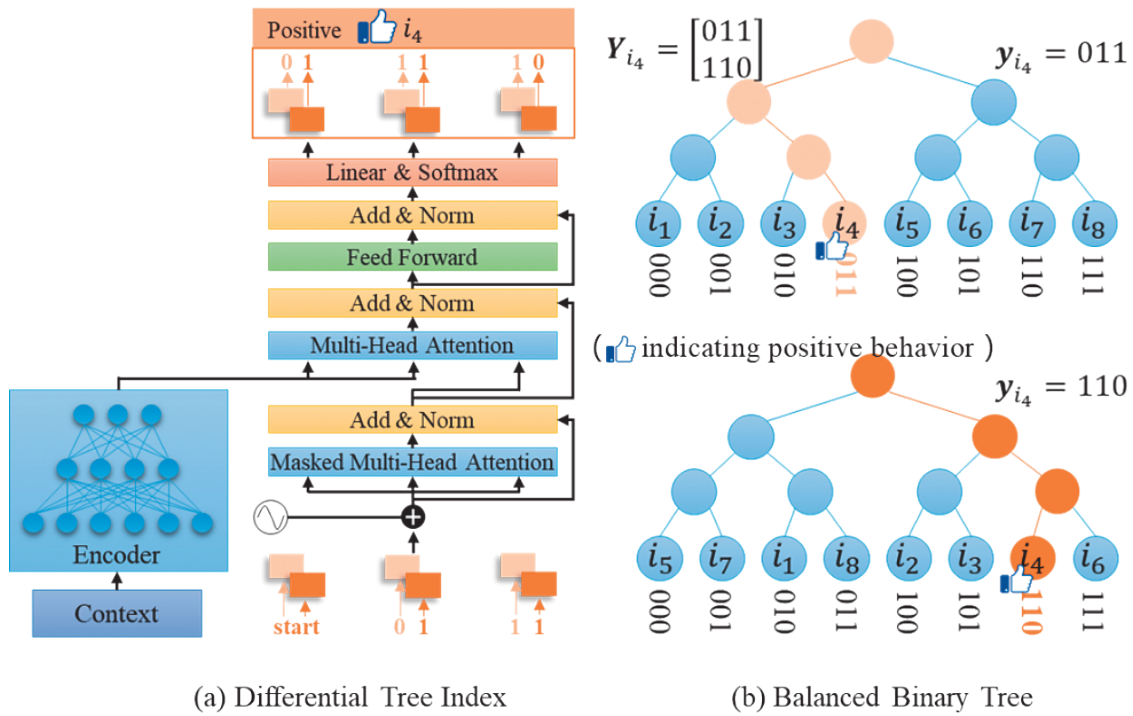 Positive i₄
0 1 1 1 1 0
Linear & Softmax
Add & Norm
Feed Forward
Add & Norm
Multi-Head Attention
Add & Norm
Masked Multi-Head Attention
Encoder
Context
start 0 1 1 1
(a) Differential Tree Index
Y_{i₄} = [011
110]
y_{i₄} = 011
i₁ i₂ i₃ i₄ i₅ i₆ i₇ i₈
000 001 010 011 100 101 110 111
( indicating positive behavior )
y_{i₄} = 110
i₅ i₇ i₁ i₈ i₂ i₃ i₄ i₆
000 001 010 011 100 101 110 111
(b) Balanced Binary Tree